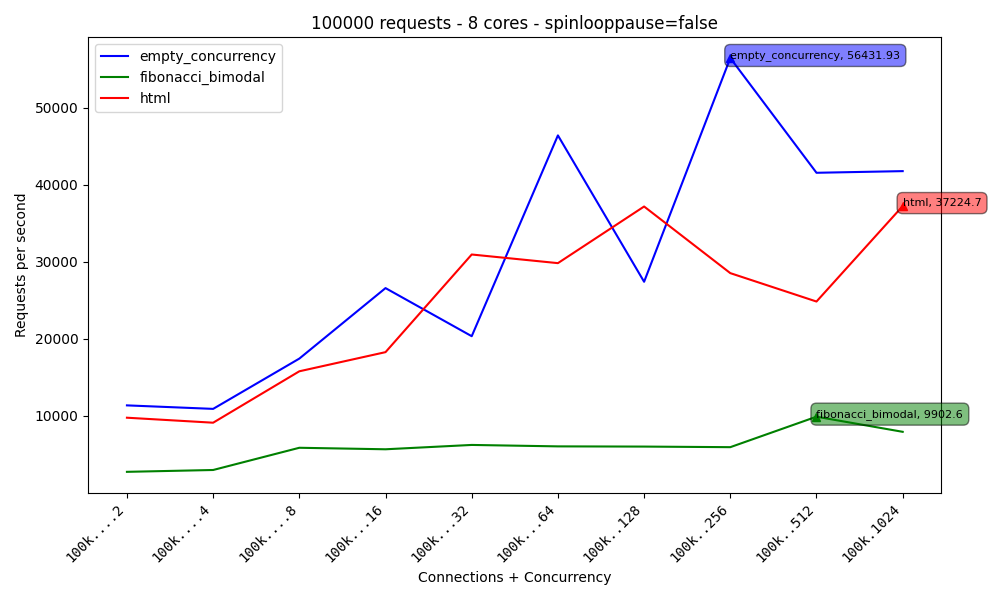 100000 requests - 8 cores - spinlooppause=false
empty_concurrency
fibonacci_bimodal
html
empty_concurrency, 56431.93
html, 37224.7
fibonacci_bimodal, 9902.6
Requests per second
50000
40000
30000
20000
10000
100k....2
100k....4
100k....8
100k...16
100k...32
100k...64
100k..128
100k..256
100k..512
100k.1024
Connections + Concurrency